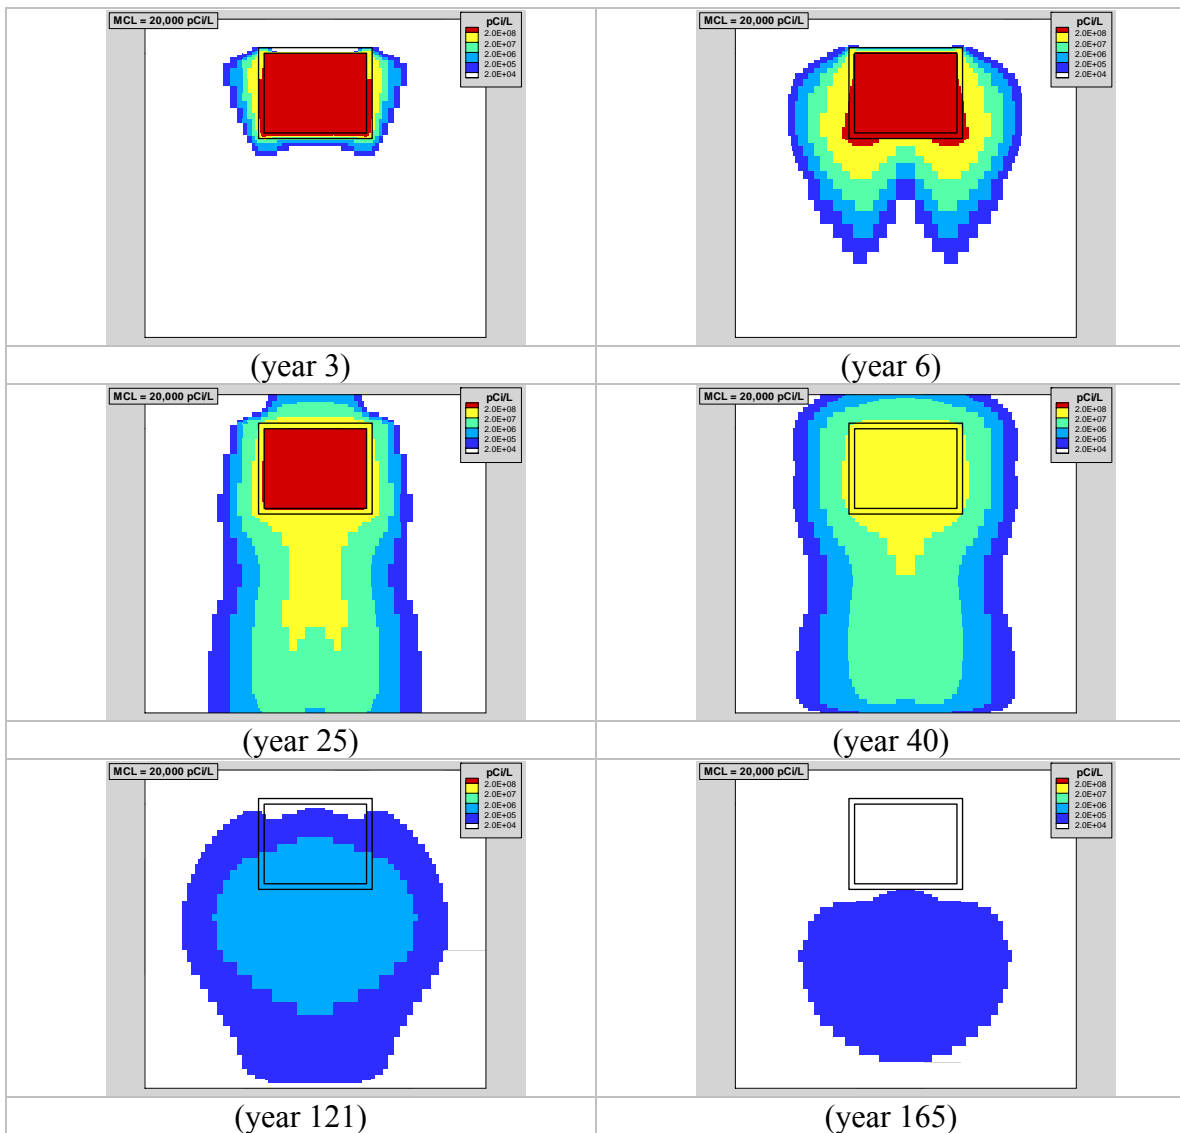 MCL = 20,000 pCi/L
pCi/L
2.0E+08
2.0E+07
2.0E+06
2.0E+05
2.0E+04
MCL = 20,000 pCi/L
pCi/L
2.0E+08
2.0E+07
2.0E+06
2.0E+05
2.0E+04
(year 3)
(year 6)
MCL = 20,000 pCi/L
pCi/L
2.0E+08
2.0E+07
2.0E+06
2.0E+05
2.0E+04
MCL = 20,000 pCi/L
pCi/L
2.0E+08
2.0E+07
2.0E+06
2.0E+05
2.0E+04
(year 25)
(year 40)
MCL = 20,000 pCi/L
pCi/L
2.0E+08
2.0E+07
2.0E+06
2.0E+05
2.0E+04
MCL = 20,000 pCi/L
pCi/L
2.0E+08
2.0E+07
2.0E+06
2.0E+05
2.0E+04
(year 121)
(year 165)